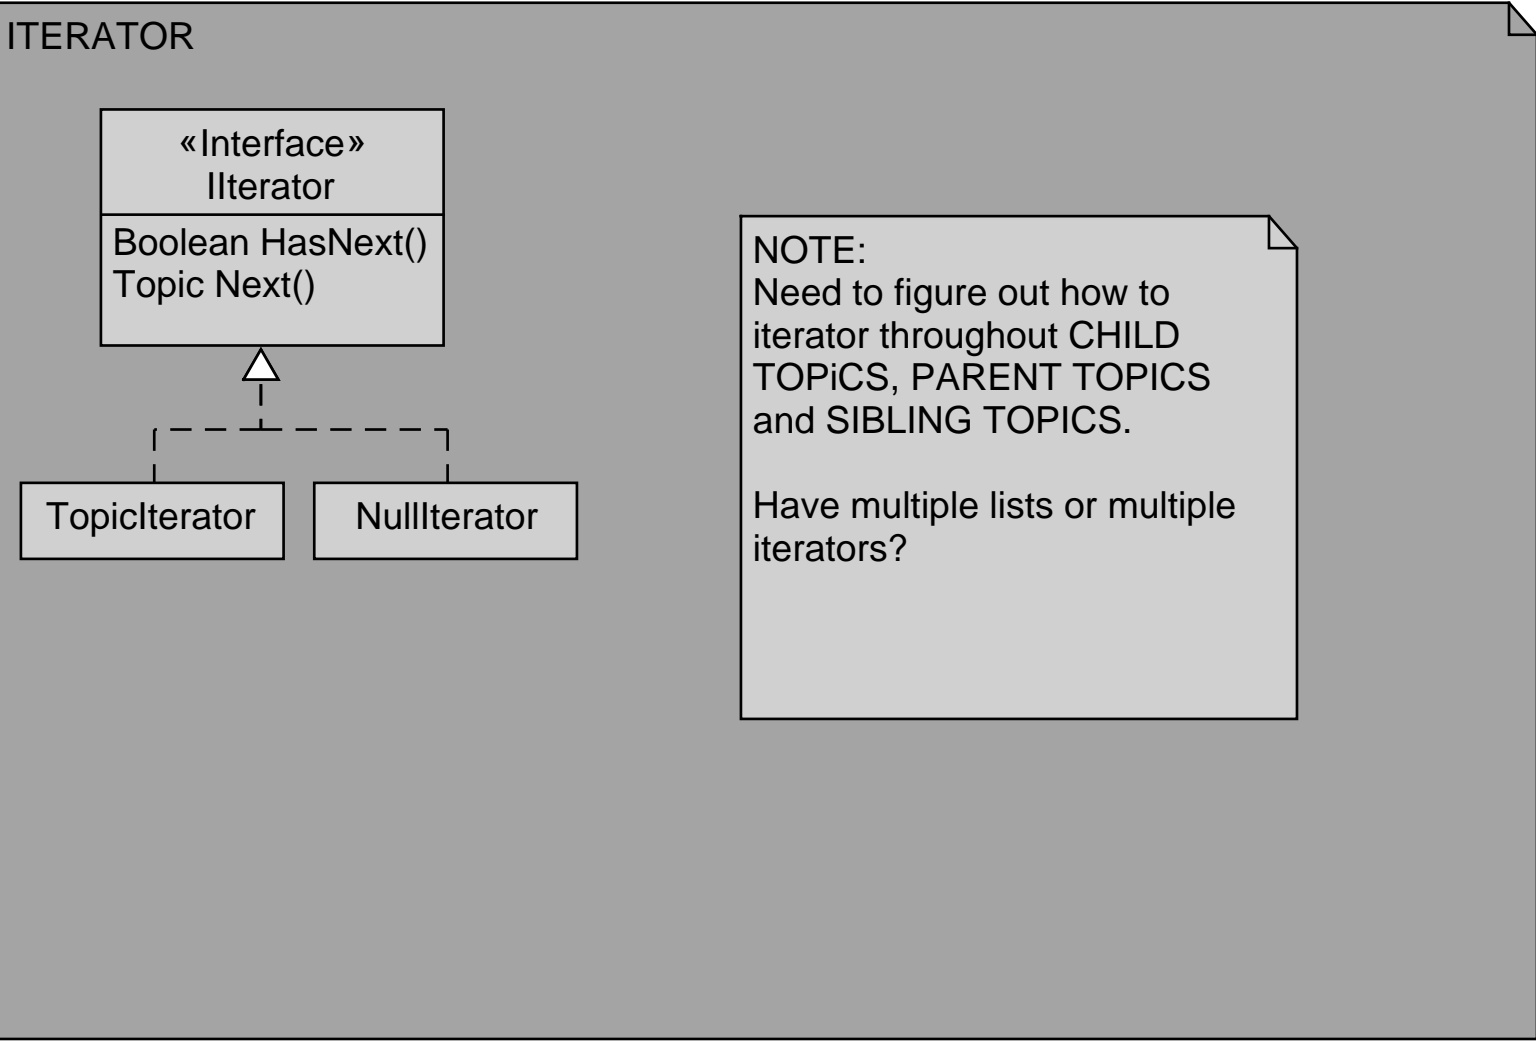 ITERATOR
«Interface»
IIterator
Boolean HasNext()
Topic Next()
TopicIterator
NullIterator
NOTE:
Need to figure out how to
iterator throughout CHILD
TOPiCS, PARENT TOPICS
and SIBLING TOPICS.
Have multiple lists or multiple
iterators?